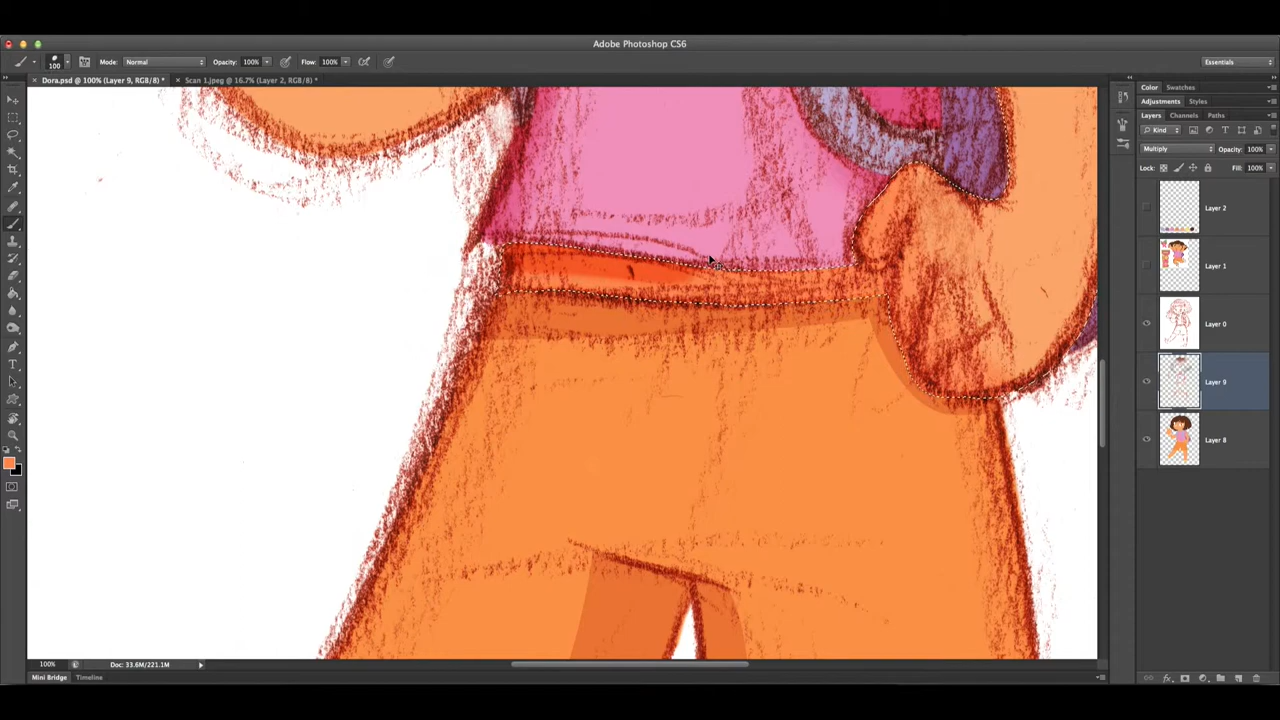 Adobe Photoshop CS6
100 Mode: Normal Opacity: 100% Flow: 100% Essentials
Dora.psd @ 100% (Layer 9, RGB/8) * Scan 1.jpeg @ 16.7% (Layer 2, RGB/8) *
Color Swatches
Adjustments Styles
Layers Channels Paths
Kind
Multiply Opacity: 100%
Lock: Fill: 100%
Layer 2
Layer 1
Layer 0
Layer 9
Layer 8
100% Doc: 33.6M/221.1M
Mini Bridge Timeline